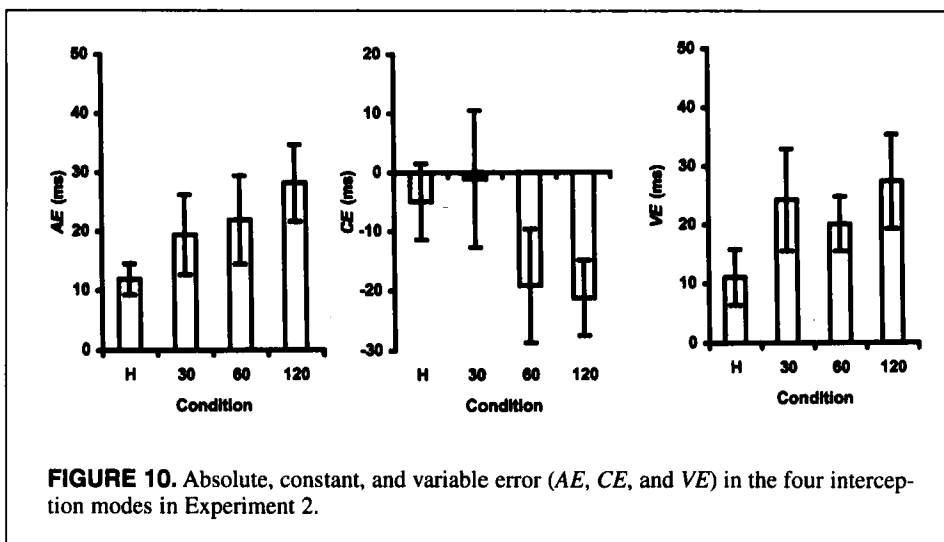 50
40
30
20
10
0
AE (ms)
H 30 60 120
Condition
20
10
0
-10
-20
-30
CE (ms)
H 30 60 120
Condition
50
40
30
20
10
0
VE (ms)
H 30 60 120
Condition
FIGURE 10. Absolute, constant, and variable error (AE, CE, and VE) in the four intercep-
tion modes in Experiment 2.